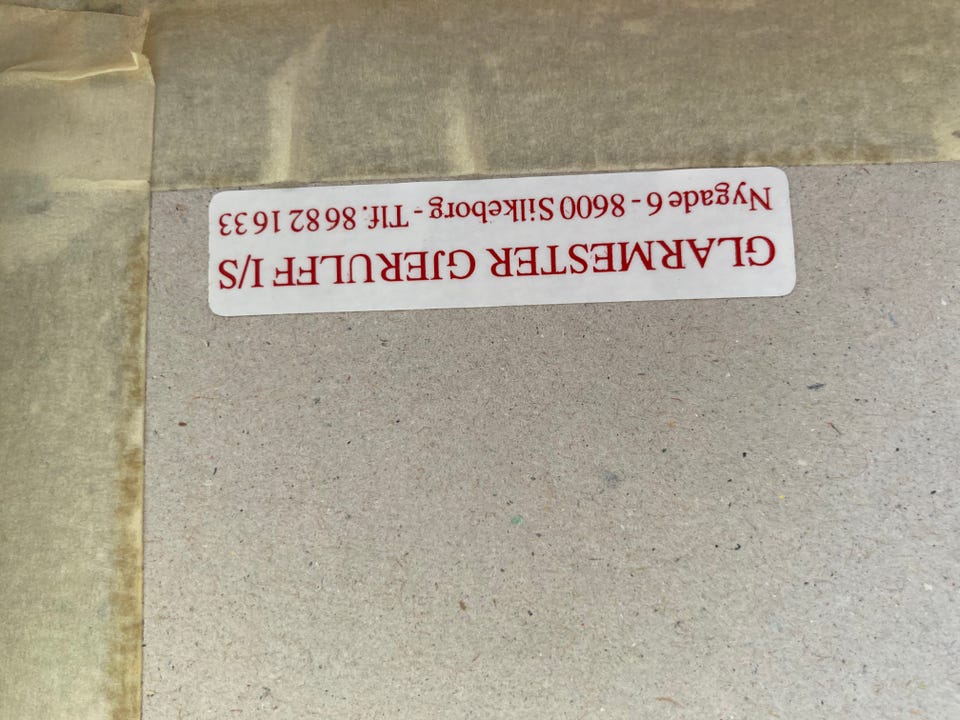 GLARMESTER GJERULFF I/S
Nygade 6 - 8600 Silkeborg - Tlf. 86 82 16 33